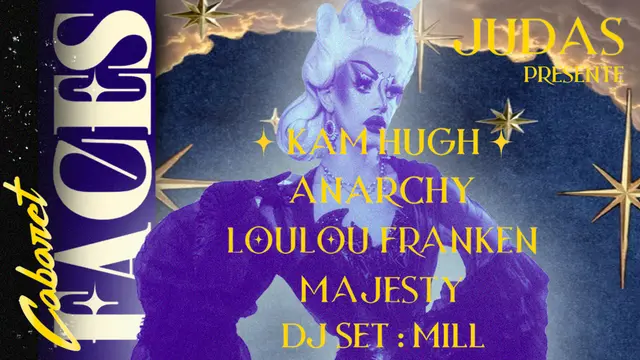 Cabaret
FACES
JUDAS
PRESENTE
KAM HUGH
ANARCHY
LOULOU FRANKEN
MAJESTY
DJ SET : MILL